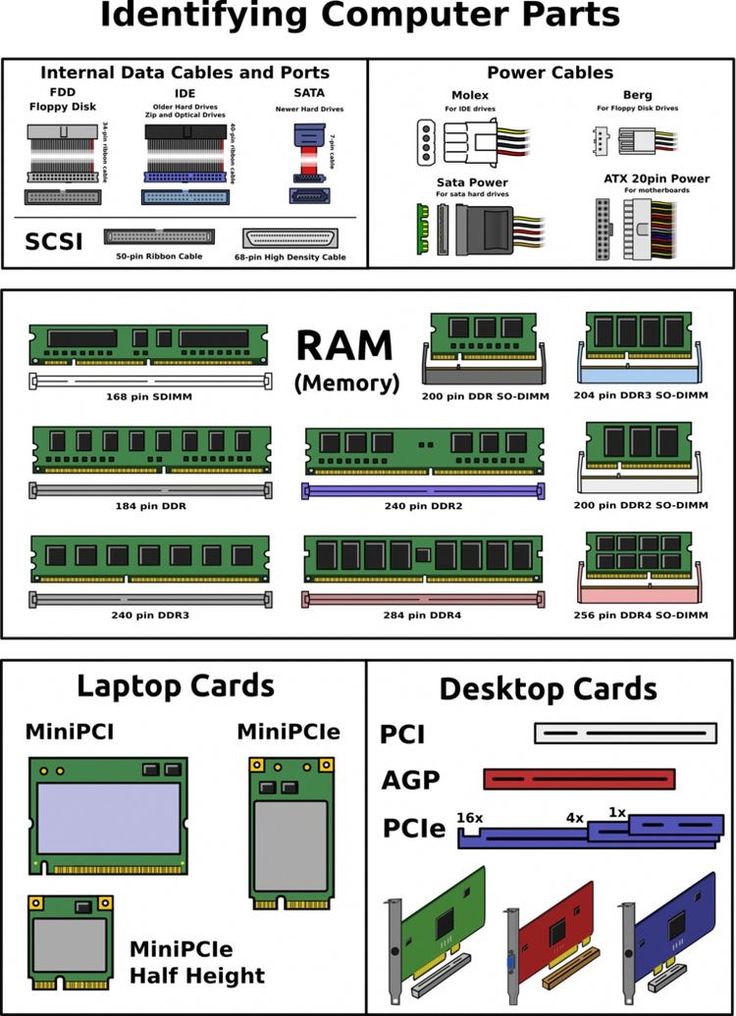 Identifying Computer Parts
Internal Data Cables and Ports
FDD
Floppy Disk
34-pin ribbon cable
IDE
Older Hard Drives
Zip and Optical Drives
40-pin ribbon cable
SATA
Newer Hard Drives
7-pin cable
SCSI
50-pin Ribbon Cable
68-pin High Density Cable
Power Cables
Molex
For IDE drives
Berg
For Floppy Disk Drives
Sata Power
For sata hard drives
ATX 20pin Power
For motherboards
RAM
(Memory)
168 pin SDIMM
200 pin DDR SO-DIMM
204 pin DDR3 SO-DIMM
184 pin DDR
240 pin DDR2
200 pin DDR2 SO-DIMM
240 pin DDR3
284 pin DDR4
256 pin DDR4 SO-DIMM
Laptop Cards
MiniPCI
MiniPCIe
MiniPCIe
Half Height
Desktop Cards
PCI
AGP
PCIe
16x
4x
1x